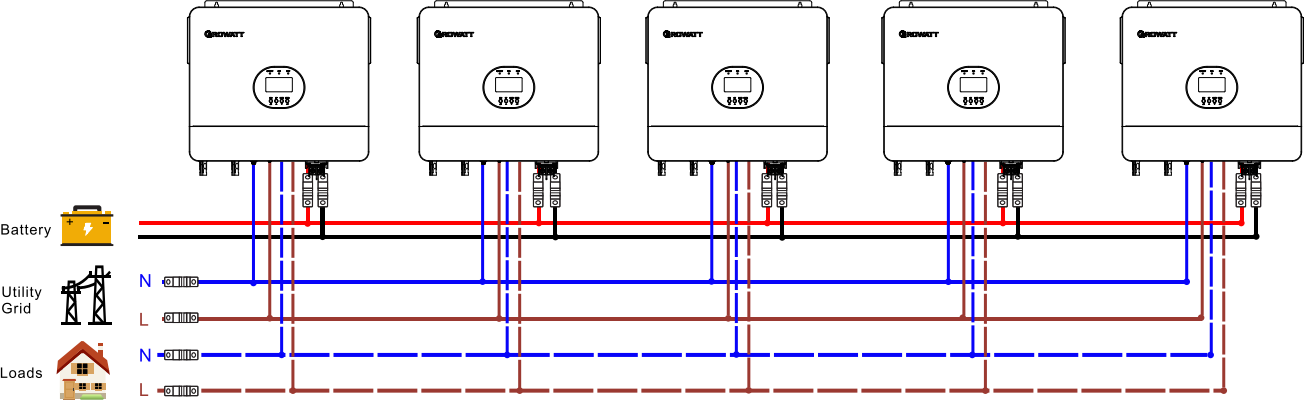 GROWATT GROWATT GROWATT GROWATT GROWATT
Battery
+ -
Utility
Grid
N
L
Loads
N
L